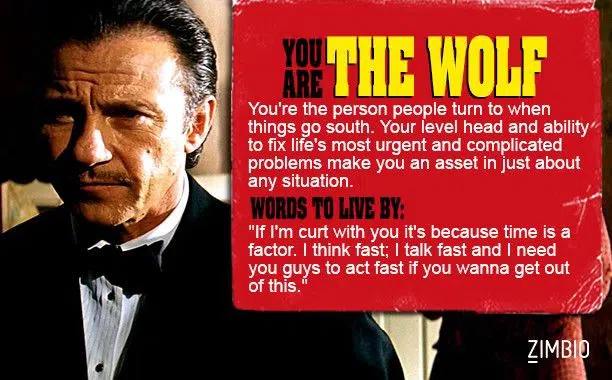 YOU ARE THE WOLF
You're the person people turn to when
things go south. Your level head and ability
to fix life's most urgent and complicated
problems make you an asset in just about
any situation.
WORDS TO LIVE BY:
"If I'm curt with you it's because time is a
factor. I think fast; I talk fast and I need
you guys to act fast if you wanna get out
of this."
ZIMBIO